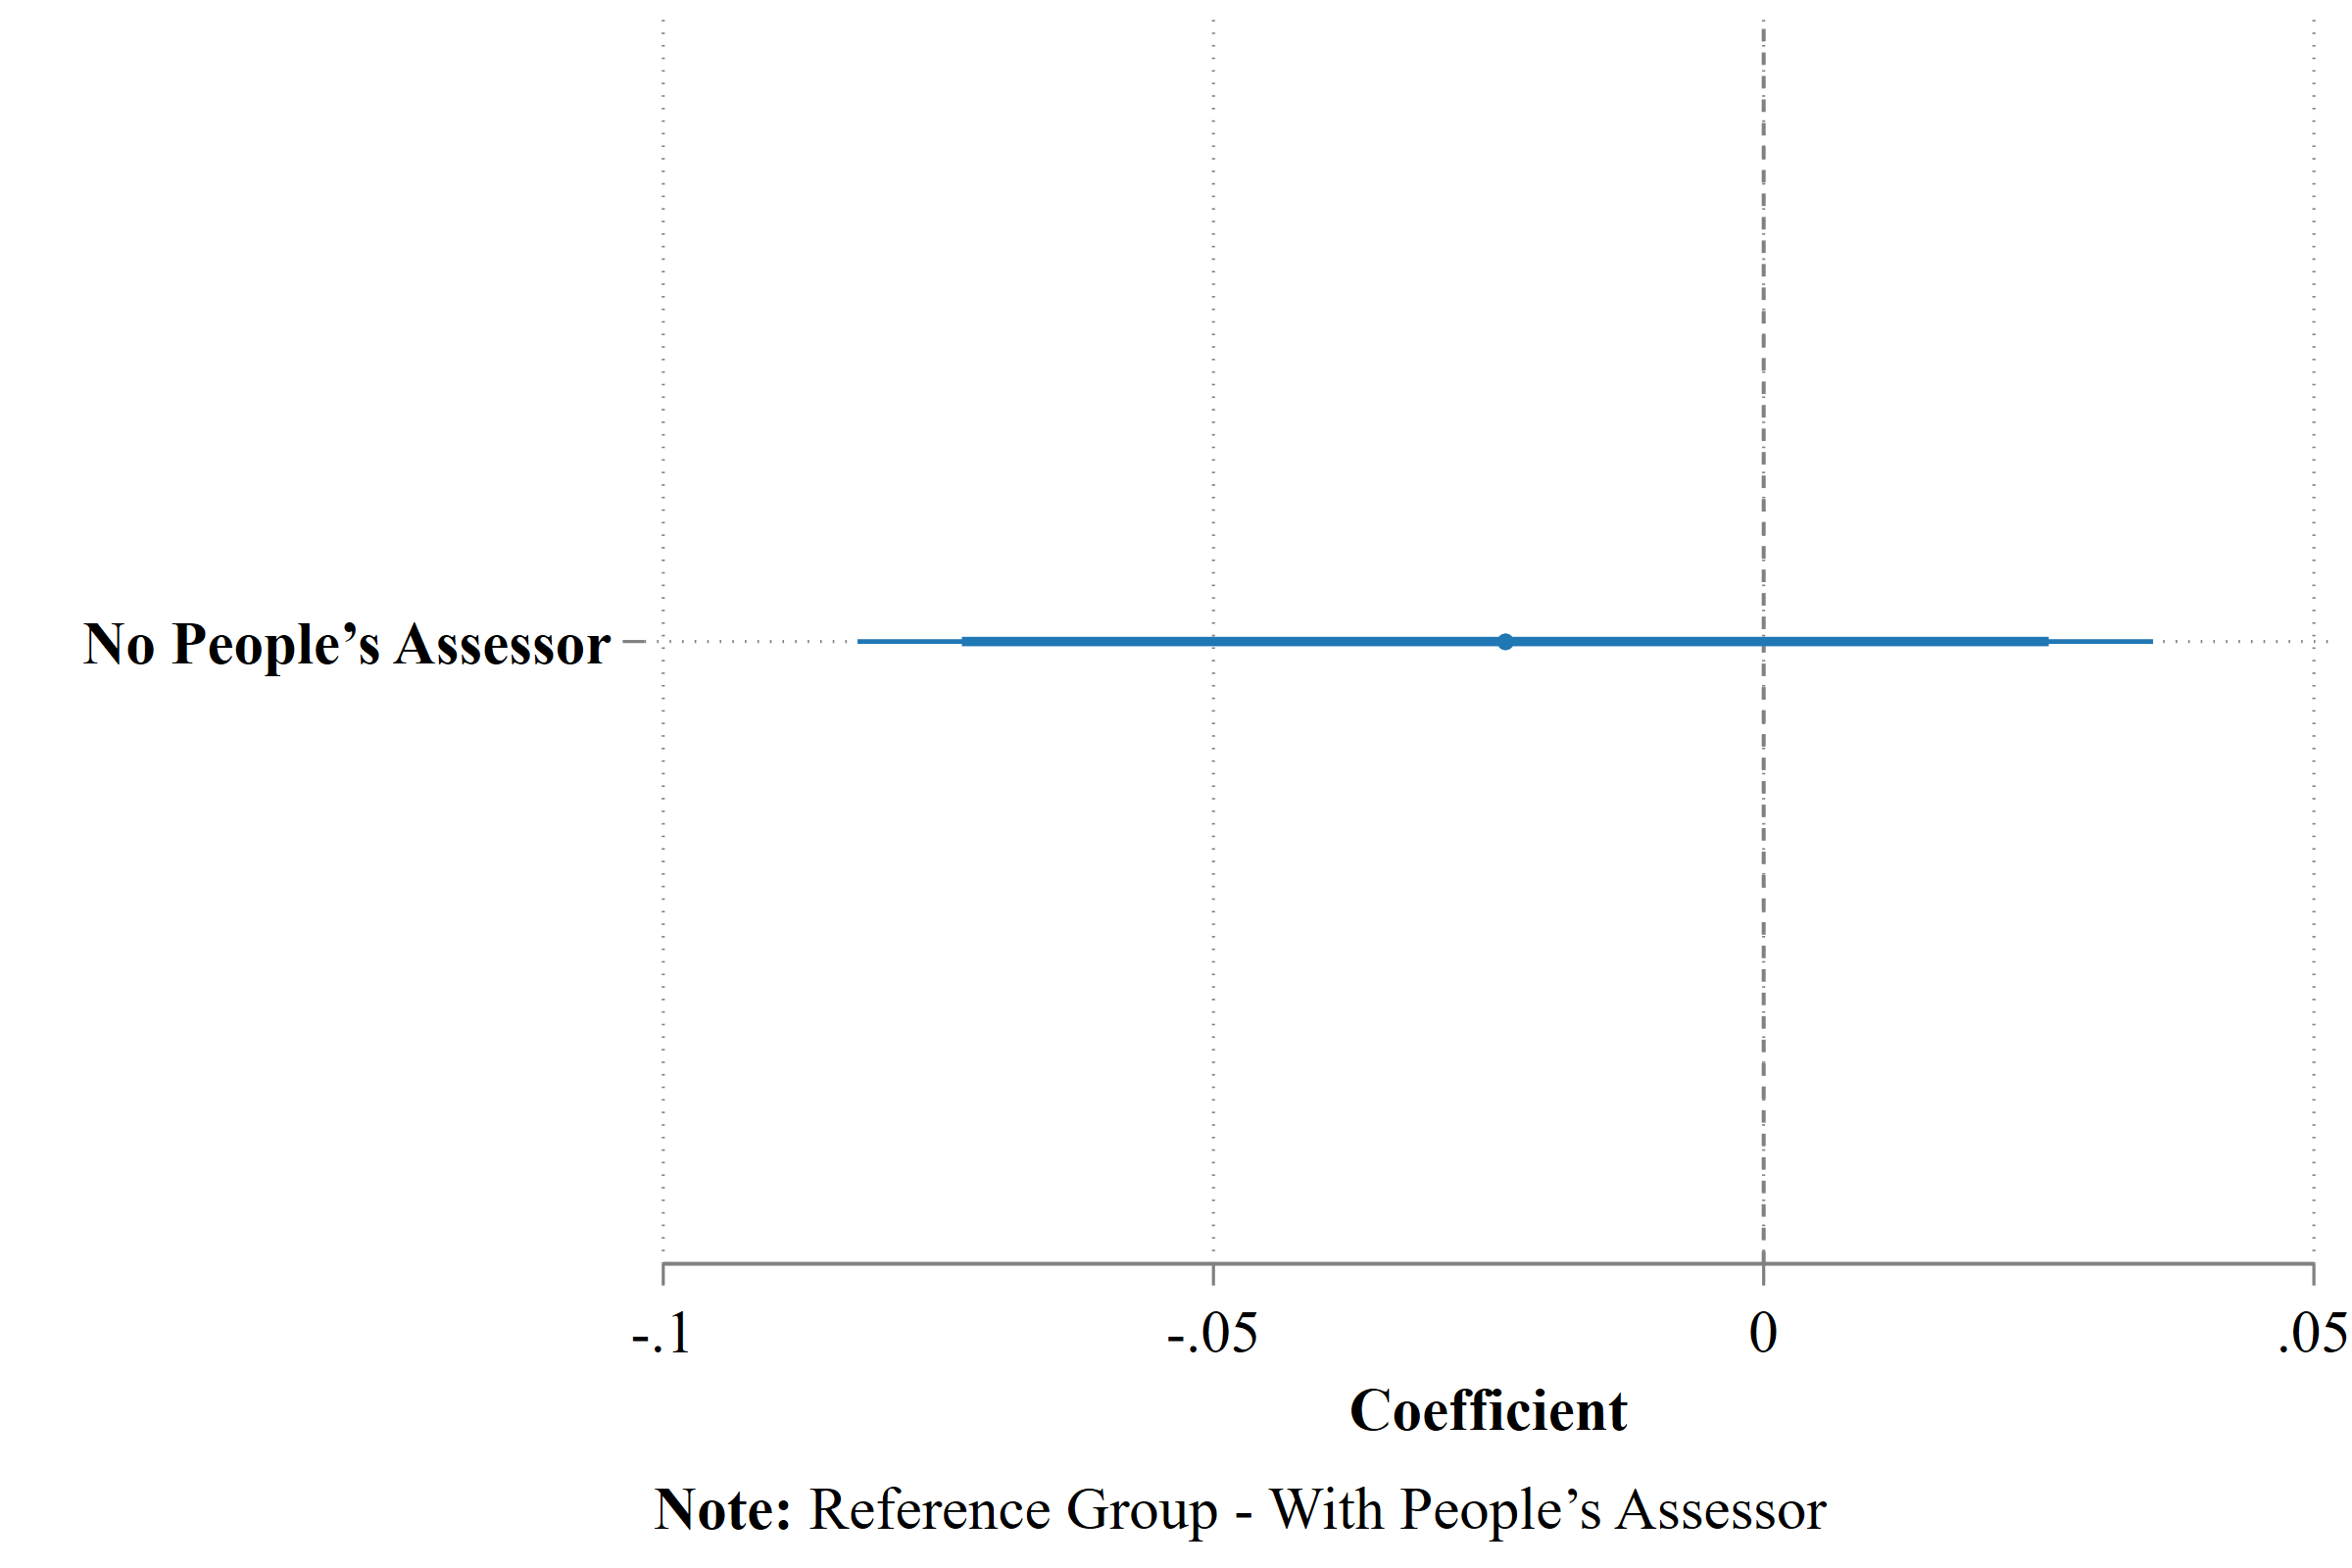 No People’s Assessor
-.1 -.05 0 .05
Coefficient
Note: Reference Group - With People’s Assessor